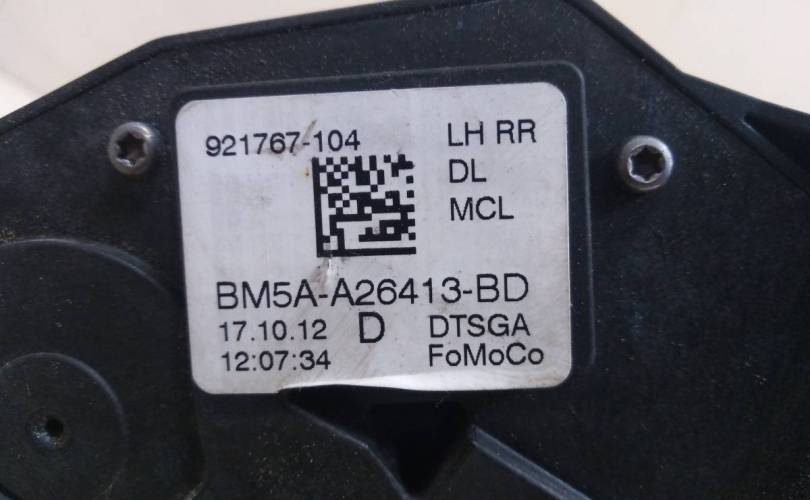 921767-104
LH RR
DL
MCL
BM5A-A26413-BD
17.10.12 D DTSGA
12:07:34 FoMoCo